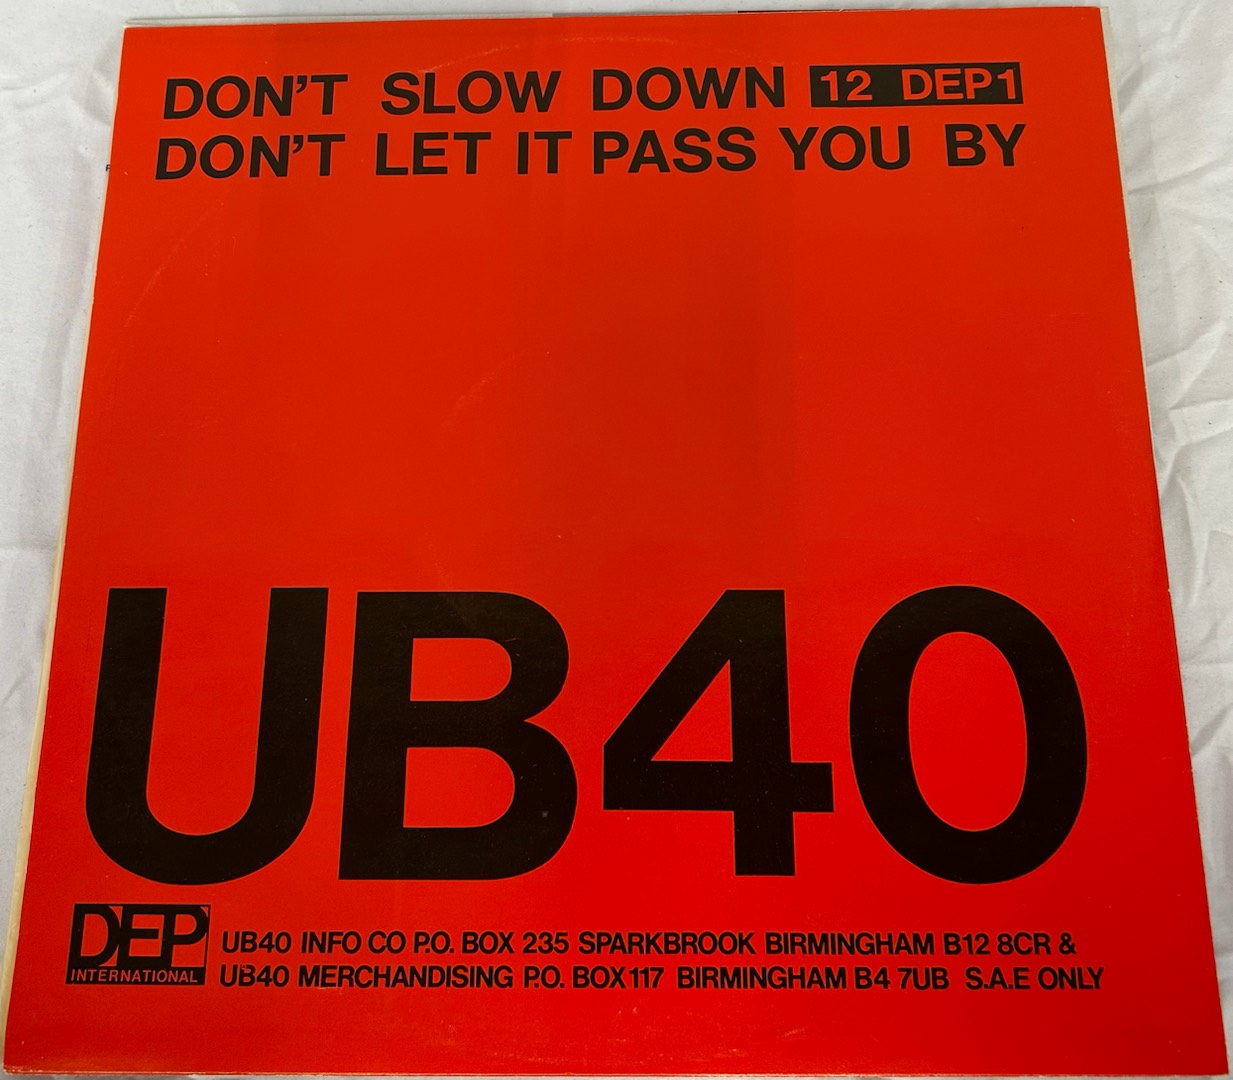 DON'T SLOW DOWN 12 DEP1
DON'T LET IT PASS YOU BY
UB40
DEP
INTERNATIONAL
UB40 INFO CO P.O. BOX 235 SPARKBROOK BIRMINGHAM B12 8CR &
UB40 MERCHANDISING P.O. BOX 117 BIRMINGHAM B4 7UB S.A.E ONLY